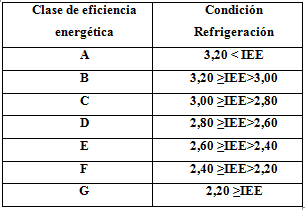 Clase de eficiencia Condición
energética Refrigeración
A 3,20 < IEE
B 3,20 ≥IEE>3,00
C 3,00 ≥IEE>2,80
D 2,80 ≥IEE>2,60
E 2,60 ≥IEE>2,40
F 2,40 ≥IEE>2,20
G 2,20 ≥IEE